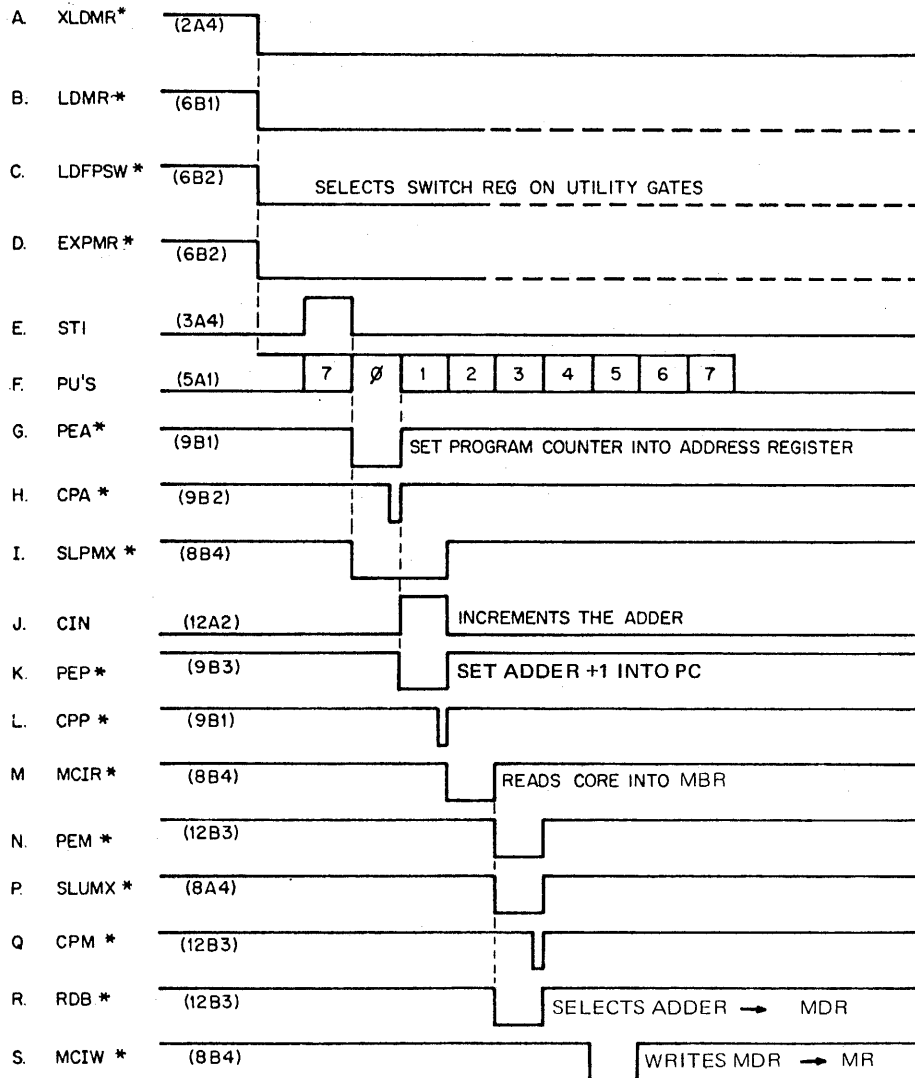 A. XLDMR* (2A4)
B. LDMR* (6B1)
C. LDFPSW * (6B2) SELECTS SWITCH REG ON UTILITY GATES
D. EXPMR * (6B2)
E. STI (3A4)
F. PU'S (5A1) 7 Ø 1 2 3 4 5 6 7
G. PEA* (9B1) SET PROGRAM COUNTER INTO ADDRESS REGISTER
H. CPA * (9B2)
I. SLPMX * (8B4)
J. CIN (12A2) INCREMENTS THE ADDER
K. PEP* (9B3) SET ADDER +1 INTO PC
L. CPP * (9B1)
M MCIR* (8B4) READS CORE INTO MBR
N. PEM * (12B3)
P. SLUMX * (8A4)
Q CPM * (12B3)
R. RDB * (12B3) SELECTS ADDER → MDR
S. MCIW * (8B4) WRITES MDR → MR